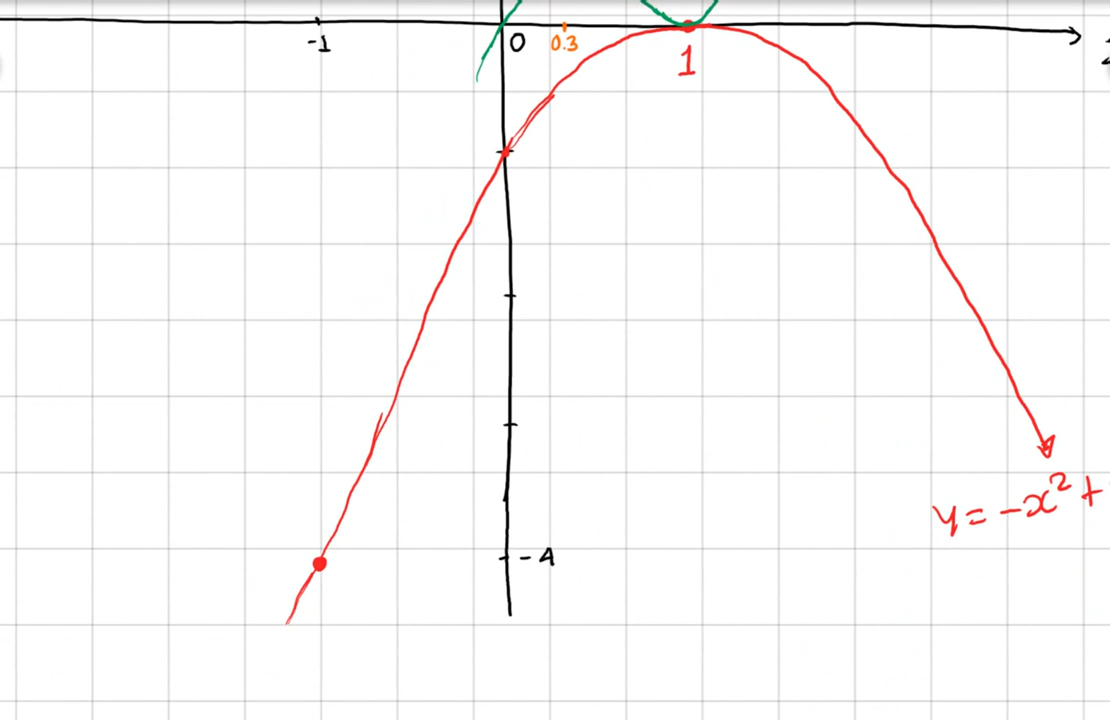 -1 0 0.3 1
-4
y = -x² +